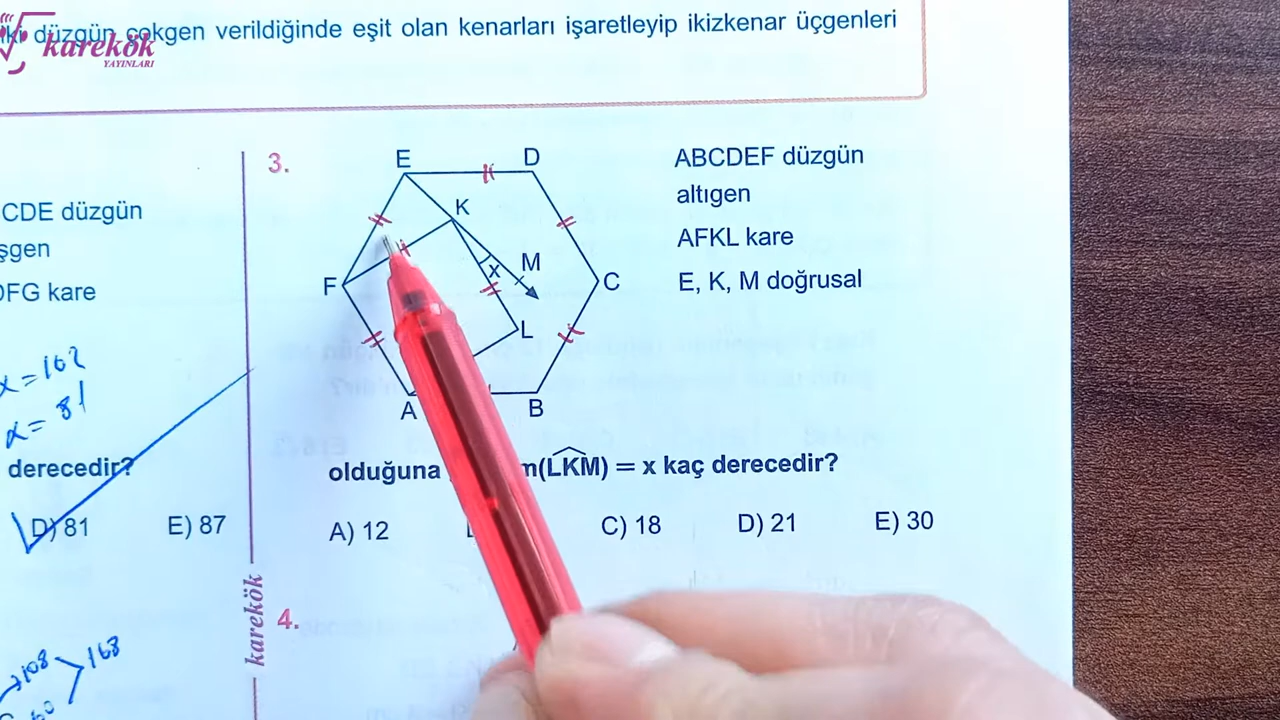 düzgün çokgen verildiğinde eşit olan kenarları işaretleyip ikizkenar üçgenleri
karekök
YAYINLARI
CDE düzgün
şgen
DFG kare
x=162
α=81
derecedir?
D) 81 E) 87
108
168
60
karekök
3.
E D
K
M
x
F C
L
A B
ABCDEF düzgün
altıgen
AFKL kare
E, K, M doğrusal
olduğuna m(LKM) = x kaç derecedir?
A) 12 C) 18 D) 21 E) 30
4.